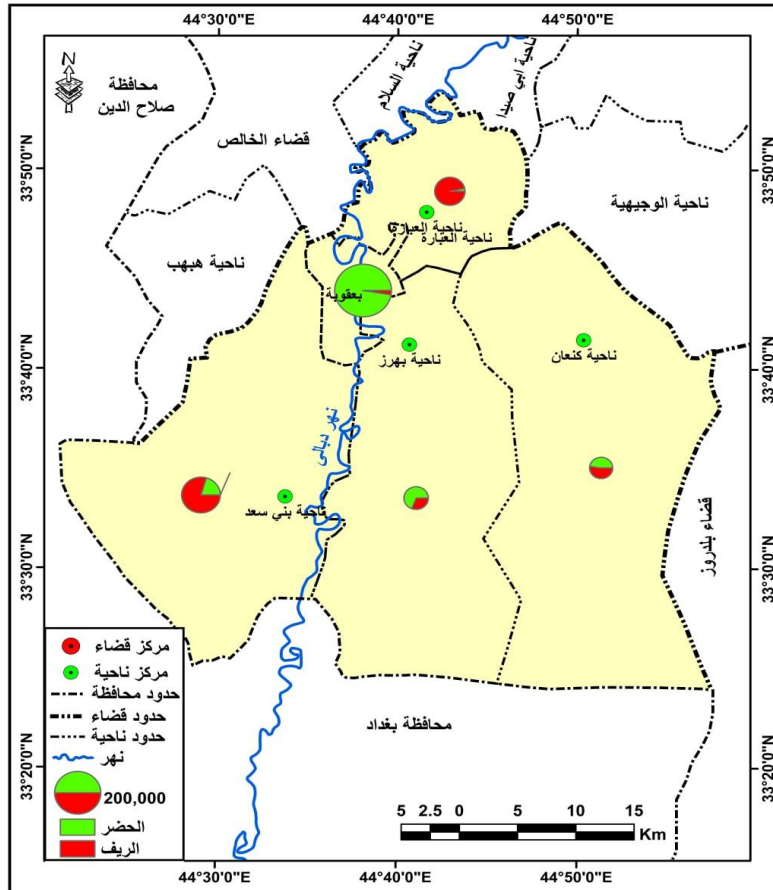 44°30'0"E
44°40'0"E
44°50'0"E
N
محافظة
صلاح الدين
قضاء الخالص
ناحية السلام
ناحية ابي صيدا
33°50'0"N
33°50'0"N
ناحية الوجيهية
ناحية العبارة
ناحية العبارة
ناحية هبهب
بعقوبة
ناحية بهرز
ناحية كنعان
33°40'0"N
33°40'0"N
نهر ديالى
ناحية بني سعد
قضاء بلدروز
33°30'0"N
33°30'0"N
محافظة بغداد
مركز قضاء
مركز ناحية
حدود محافظة
حدود قضاء
حدود ناحية
نهر
200,000
الحضر
الريف
33°20'0"N
33°20'0"N
5 2.5 0 5 10 15
Km
44°30'0"E
44°40'0"E
44°50'0"E